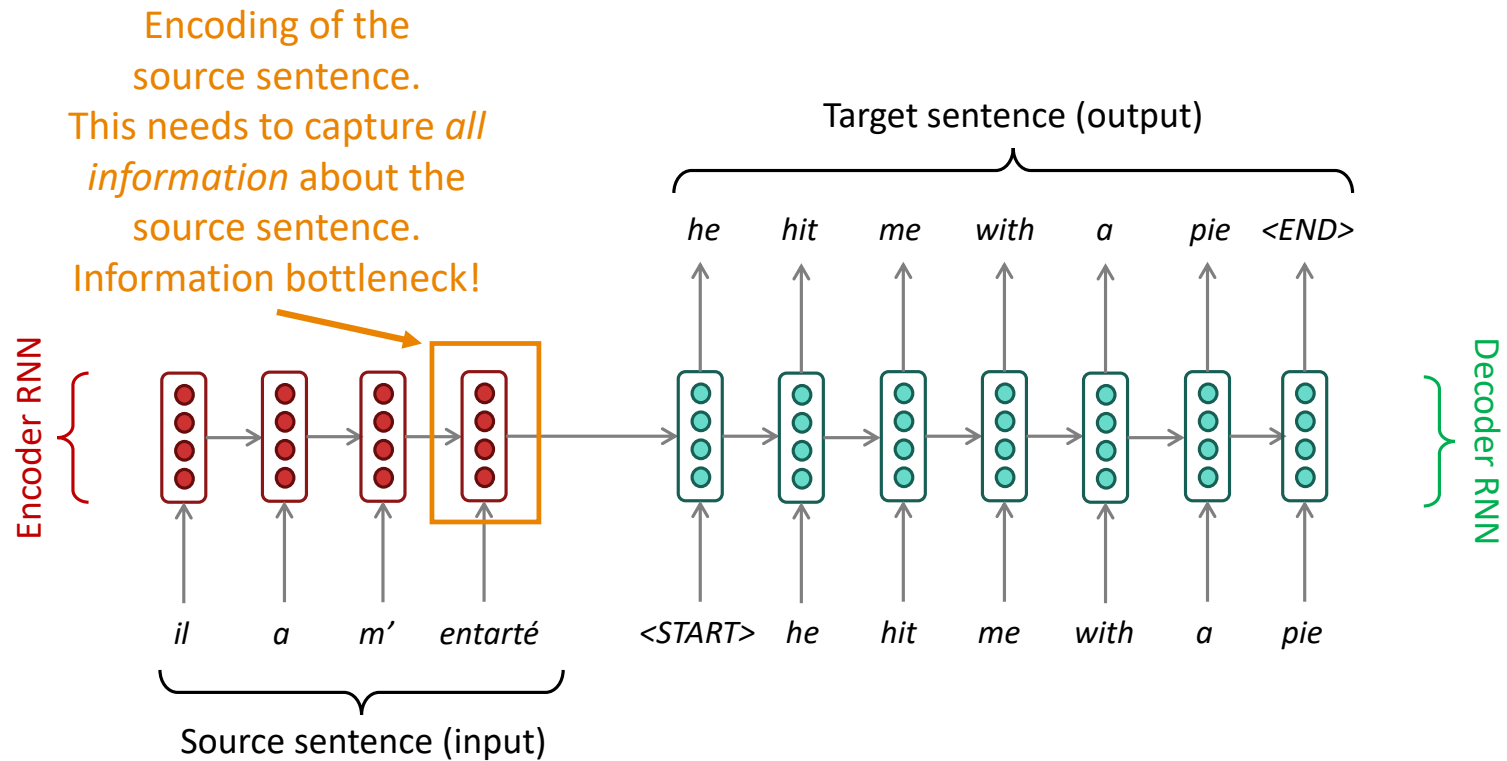 Encoding of the
source sentence.
This needs to capture all
information about the
source sentence.
Information bottleneck!
Target sentence (output)
he hit me with a pie <END>
Encoder RNN
Decoder RNN
il a m’ entarté <START> he hit me with a pie
Source sentence (input)